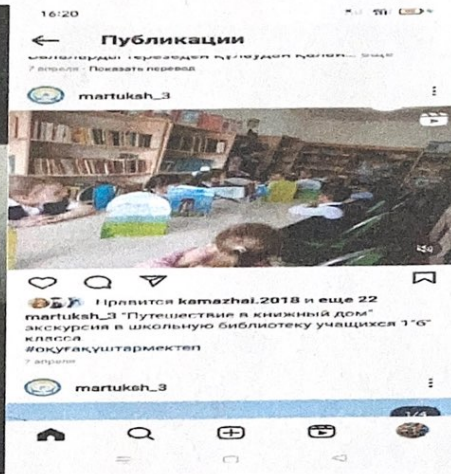 16:20
Публикации
7 апреля · Показать перевод
martuksh_3
Нравится kamazhai.2018 и еще 22
martuksh_3 "Путешествие в книжный дом"
экскурсия в школьную библиотеку учащихся 1"б"
класса
#оқуғақұштармектеп
7 апреля
martuksh_3
1/4